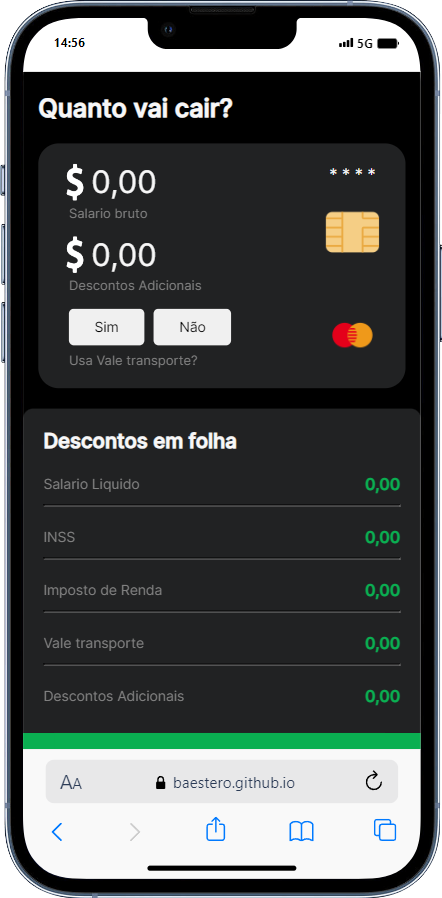 14:56
5G
Quanto vai cair?
$ 0,00
* * * *
Salario bruto
$ 0,00
Descontos Adicionais
Sim
Não
Usa Vale transporte?
Descontos em folha
Salario Liquido 0,00
INSS 0,00
Imposto de Renda 0,00
Vale transporte 0,00
Descontos Adicionais 0,00
AA
baestero.github.io